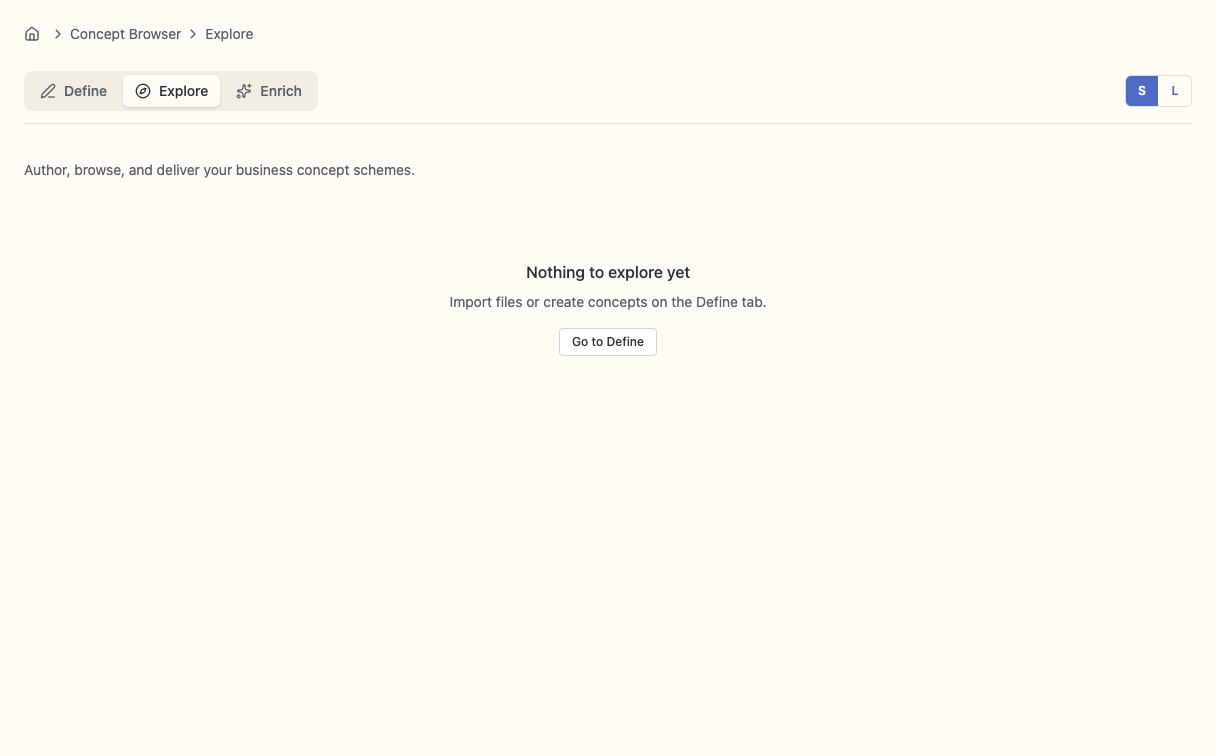 Concept Browser Explore
Define Explore Enrich S L
Author, browse, and deliver your business concept schemes.
Nothing to explore yet
Import files or create concepts on the Define tab.
Go to Define